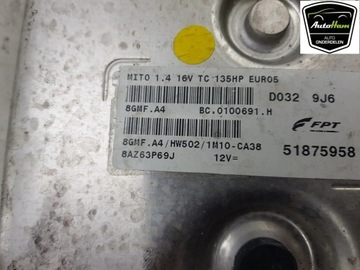 AUTOPART
AUTO ONDERDELEN
MITO 1.4 16V TC 135HP EURO5
D032 9J6
8GMF.A4 BC.0100691.H
FPT
8GMF.A4/HW502/1M10-CA38
8AZ63P69J 12V= 51875958